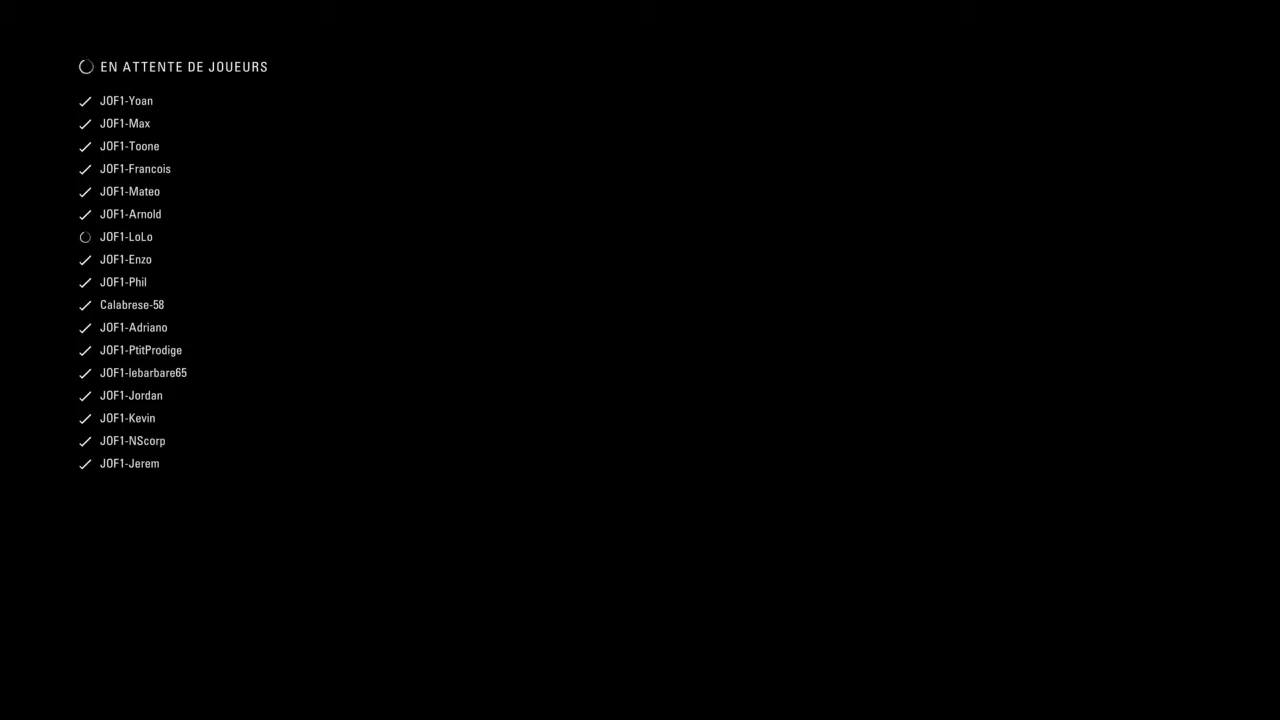 EN ATTENTE DE JOUEURS
JOF1-Yoan
JOF1-Max
JOF1-Toone
JOF1-Francois
JOF1-Mateo
JOF1-Arnold
JOF1-LoLo
JOF1-Enzo
JOF1-Phil
Calabrese-58
JOF1-Adriano
JOF1-PtitProdige
JOF1-lebarbare65
JOF1-Jordan
JOF1-Kevin
JOF1-NScorp
JOF1-Jerem